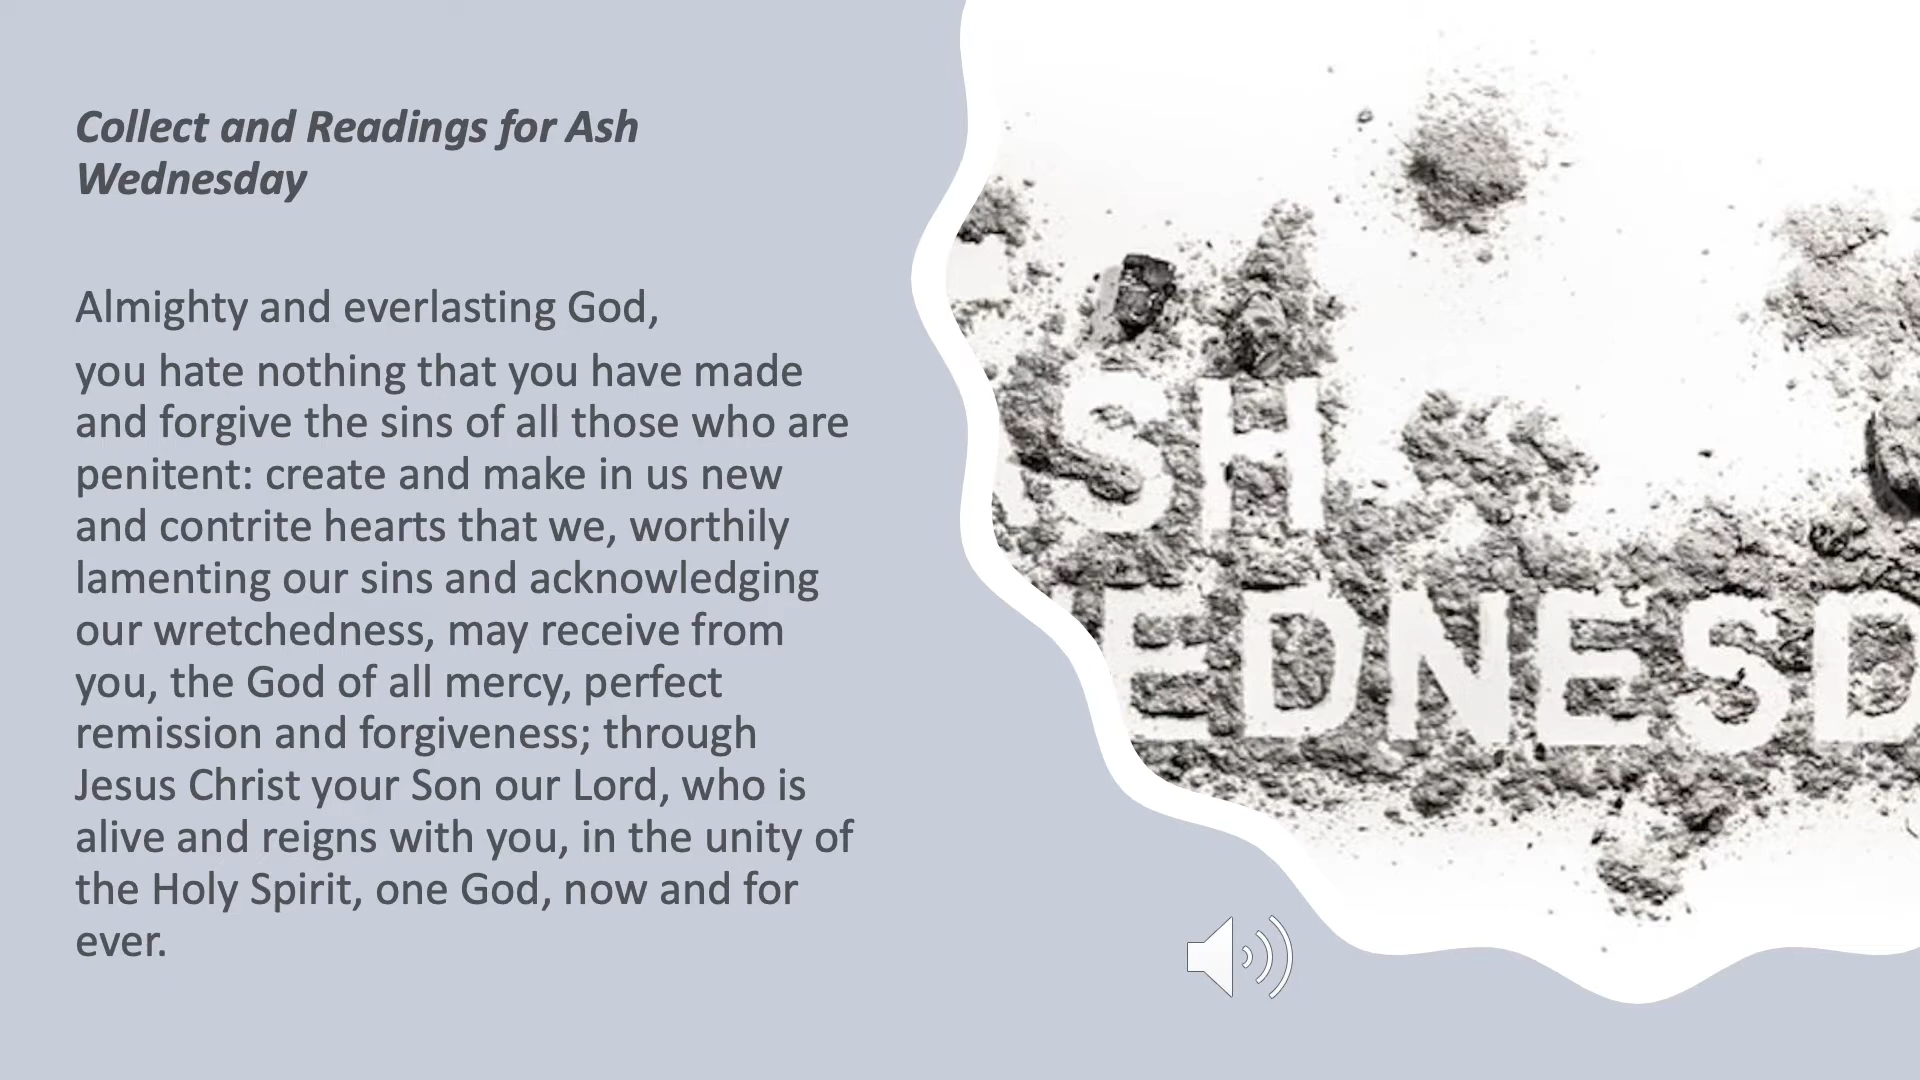 Collect and Readings for Ash
Wednesday
Almighty and everlasting God,
you hate nothing that you have made
and forgive the sins of all those who are
penitent: create and make in us new
and contrite hearts that we, worthily
lamenting our sins and acknowledging
our wretchedness, may receive from
you, the God of all mercy, perfect
remission and forgiveness; through
Jesus Christ your Son our Lord, who is
alive and reigns with you, in the unity of
the Holy Spirit, one God, now and for
ever.
ASH
WEDNESD